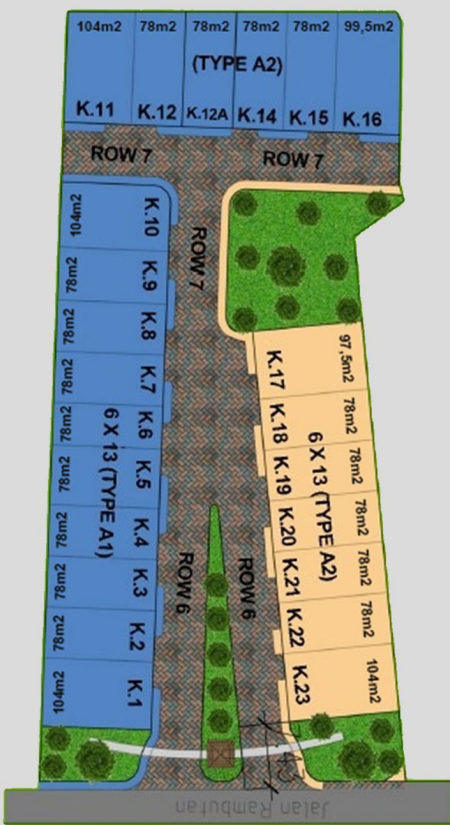 104m2 78m2 78m2 78m2 78m2 99,5m2
(TYPE A2)
K.11 K.12 K.12A K.14 K.15 K.16
ROW 7 ROW 7
104m2 K.10
78m2 K.9
78m2 K.8
78m2 K.7
78m2 K.6
78m2 K.5
78m2 K.4
78m2 K.3
78m2 K.2
104m2 K.1
6 X 13 (TYPE A1)
ROW 7
ROW 6
ROW 6
K.17 97,5m2
K.18 78m2
K.19 78m2
K.20 78m2
K.21 78m2
K.22 78m2
K.23 104m2
6 X 13 (TYPE A2)
Jalan Rambutan